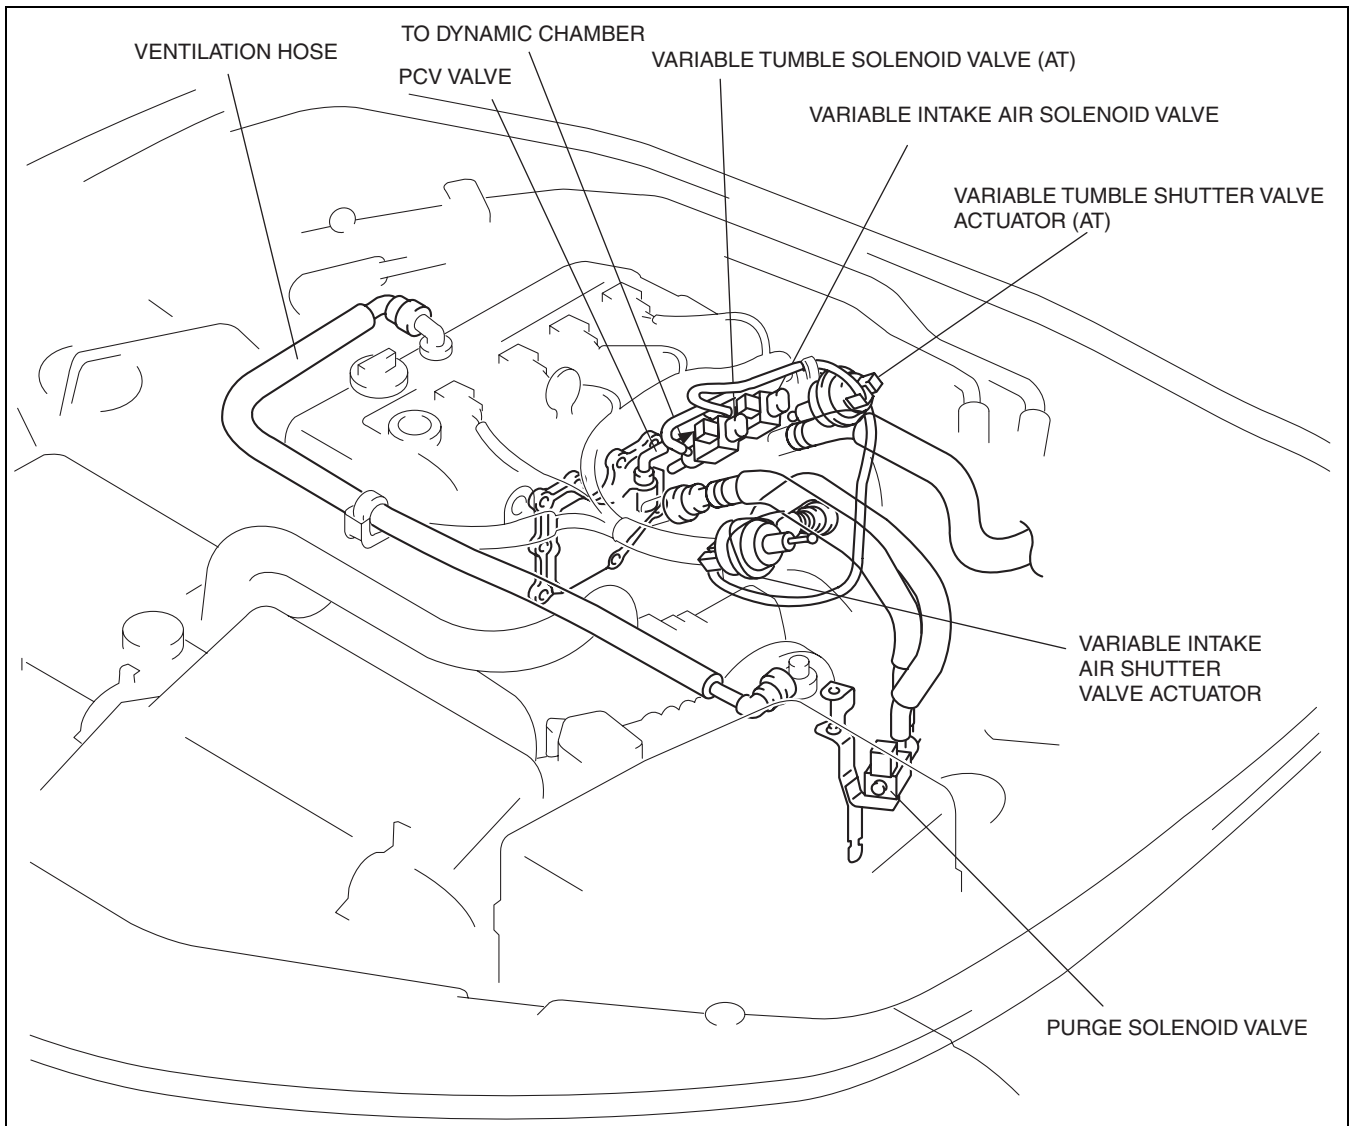 TO DYNAMIC CHAMBER
VENTILATION HOSE
VARIABLE TUMBLE SOLENOID VALVE (AT)
PCV VALVE
VARIABLE INTAKE AIR SOLENOID VALVE
VARIABLE TUMBLE SHUTTER VALVE
ACTUATOR (AT)
VARIABLE INTAKE
AIR SHUTTER
VALVE ACTUATOR
PURGE SOLENOID VALVE